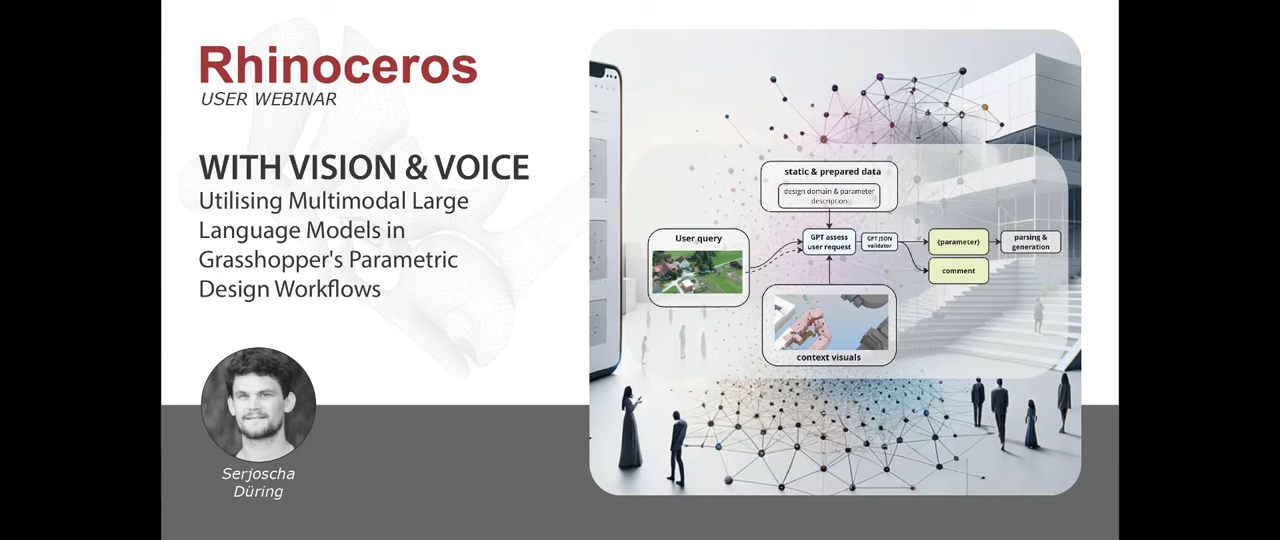 Rhinoceros
USER WEBINAR
WITH VISION & VOICE
Utilising Multimodal Large
Language Models in
Grasshopper's Parametric
Design Workflows
Serjoscha
Düring
static & prepared data
design domain & parameter
description
User query
GPT assess
user request
GPT JSON
validator
{parameter}
comment
parsing &
generation
context visuals